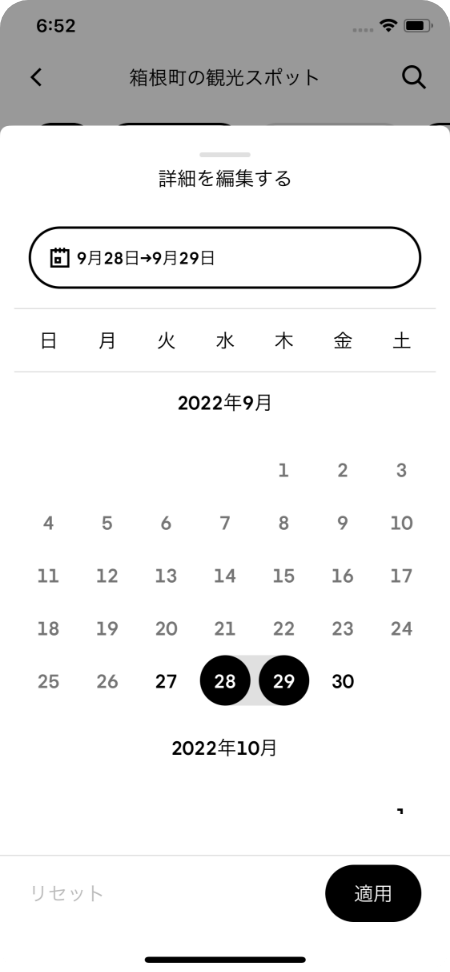 6:52
箱根町の観光スポット
詳細を編集する
9月28日→9月29日
日 月 火 水 木 金 土
2022年9月
1 2 3
4 5 6 7 8 9 10
11 12 13 14 15 16 17
18 19 20 21 22 23 24
25 26 27 28 29 30
2022年10月
1
リセット 適用